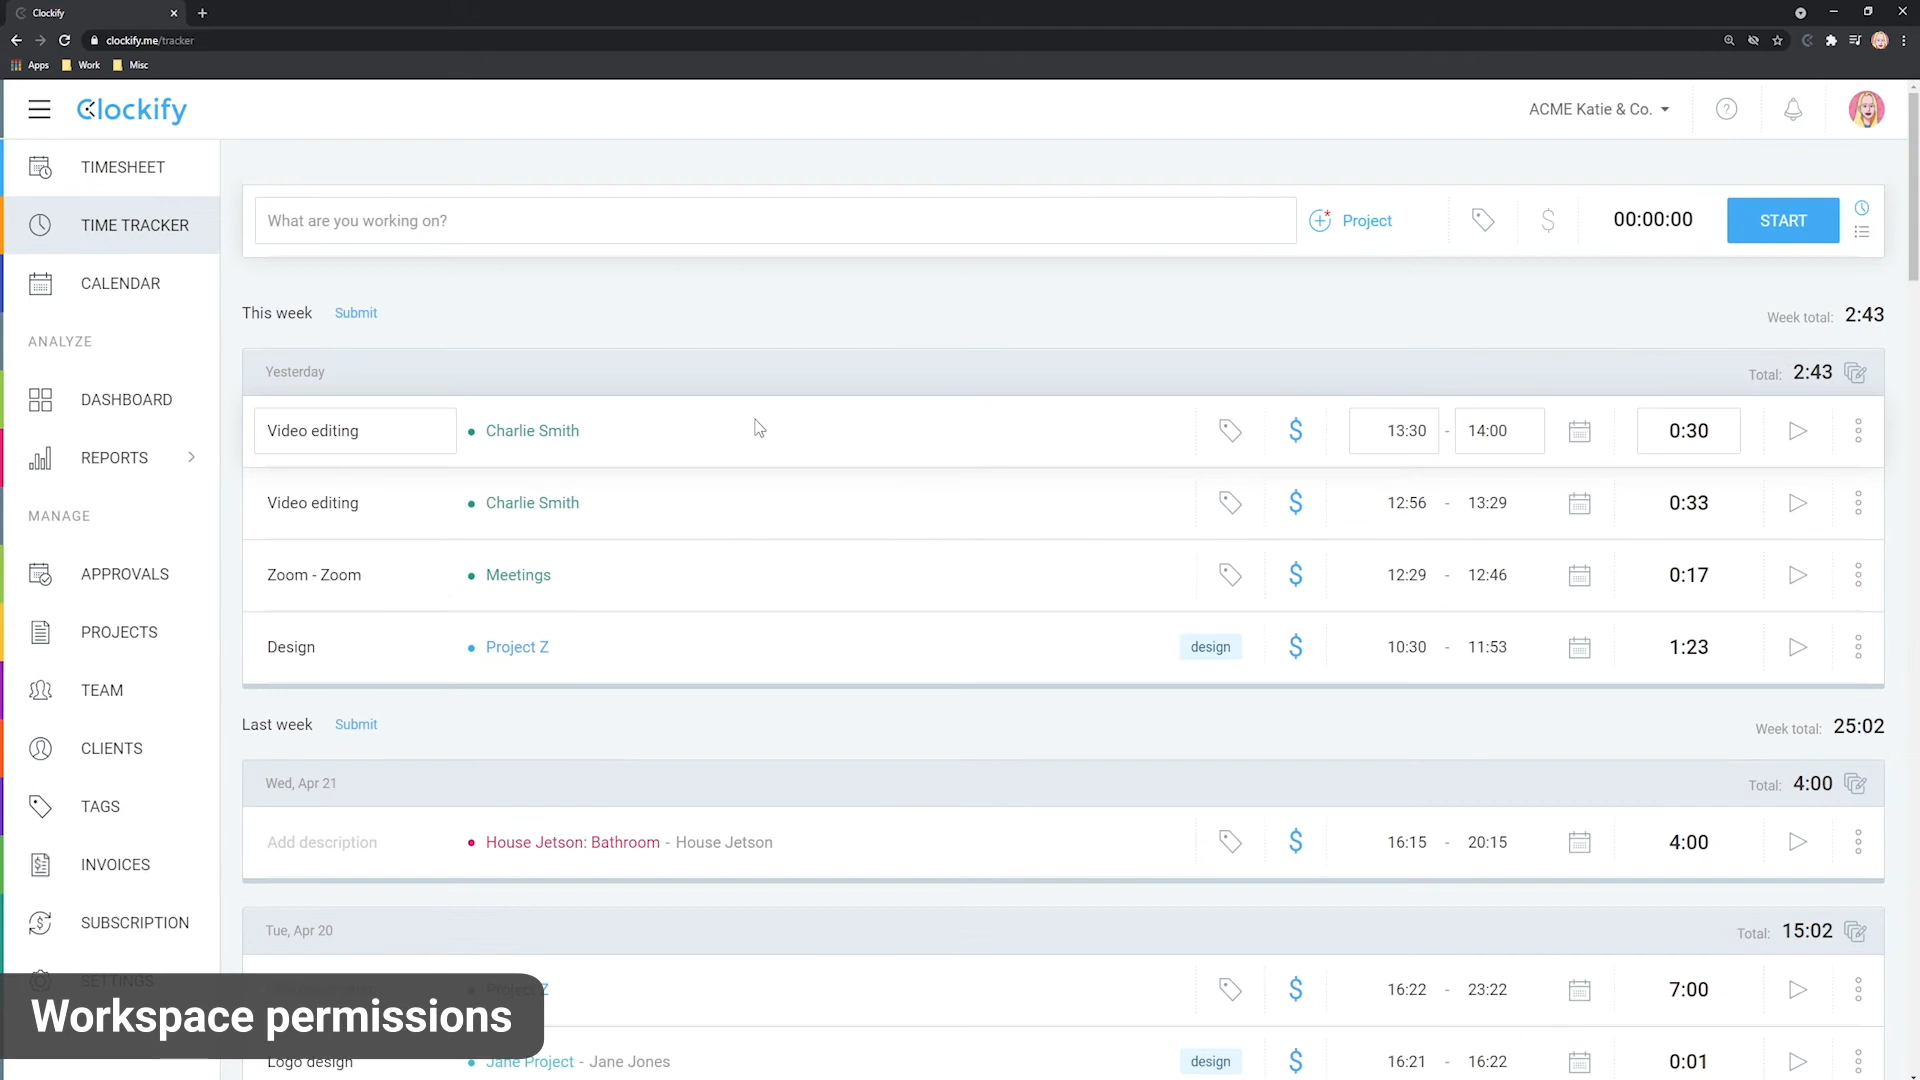 Clockify
clockify.me/tracker
Apps Work Misc
Clockify
ACME Katie & Co.
?
TIMESHEET
TIME TRACKER
CALENDAR
ANALYZE
DASHBOARD
REPORTS
MANAGE
APPROVALS
PROJECTS
TEAM
CLIENTS
TAGS
INVOICES
SUBSCRIPTION
SETTINGS
What are you working on? Project $ 00:00:00 START
This week Submit Week total: 2:43
Yesterday Total: 2:43
Video editing Charlie Smith $ 13:30 - 14:00 0:30
Video editing Charlie Smith $ 12:56 - 13:29 0:33
Zoom - Zoom Meetings $ 12:29 - 12:46 0:17
Design Project Z design $ 10:30 - 11:53 1:23
Last week Submit Week total: 25:02
Wed, Apr 21 Total: 4:00
Add description House Jetson: Bathroom - House Jetson $ 16:15 - 20:15 4:00
Tue, Apr 20 Total: 15:02
Project Z $ 16:22 - 23:22 7:00
Logo design Jane Project - Jane Jones design $ 16:21 - 16:22 0:01
Workspace permissions